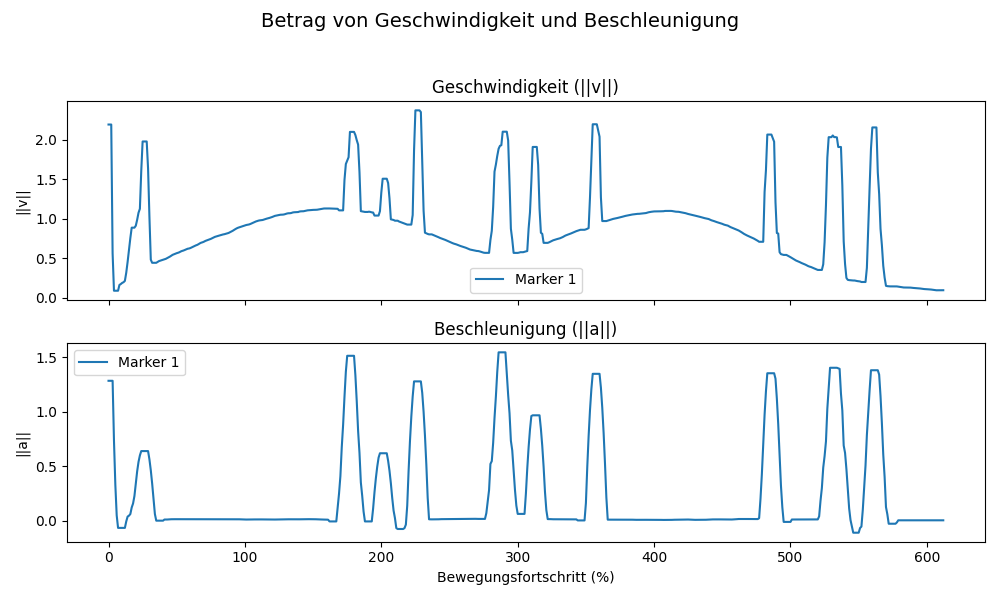 Betrag von Geschwindigkeit und Beschleunigung
Geschwindigkeit (||v||)
||v||
2.0
1.5
1.0
0.5
0.0
Marker 1
Beschleunigung (||a||)
||a||
1.5
1.0
0.5
0.0
Marker 1
0 100 200 300 400 500 600
Bewegungsfortschritt (%)